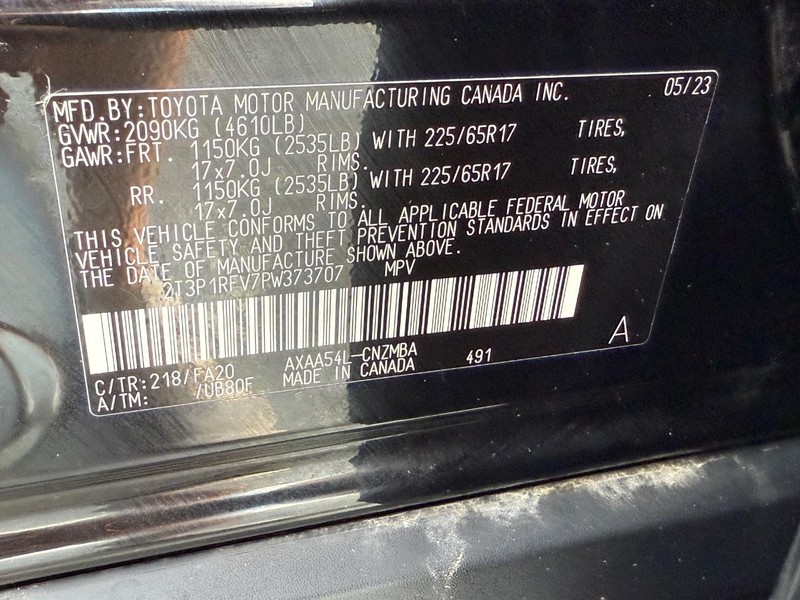 MFD.BY:TOYOTA MOTOR MANUFACTURING CANADA INC. 05/23
GVWR:2090KG (4610LB)
GAWR:FRT. 1150KG (2535LB) WITH 225/65R17 TIRES,
17x7.0J RIMS.
RR. 1150KG (2535LB) WITH 225/65R17 TIRES,
17x7.0J RIMS.
THIS VEHICLE CONFORMS TO ALL APPLICABLE FEDERAL MOTOR
VEHICLE SAFETY AND THEFT PREVENTION STANDARDS IN EFFECT ON
THE DATE OF MANUFACTURE SHOWN ABOVE.
2T3P1RFV7PW373707 MPV
A
C/TR:218/FA20 AXAA54L-CNZMBA 491
A/TM: /UB80F MADE IN CANADA